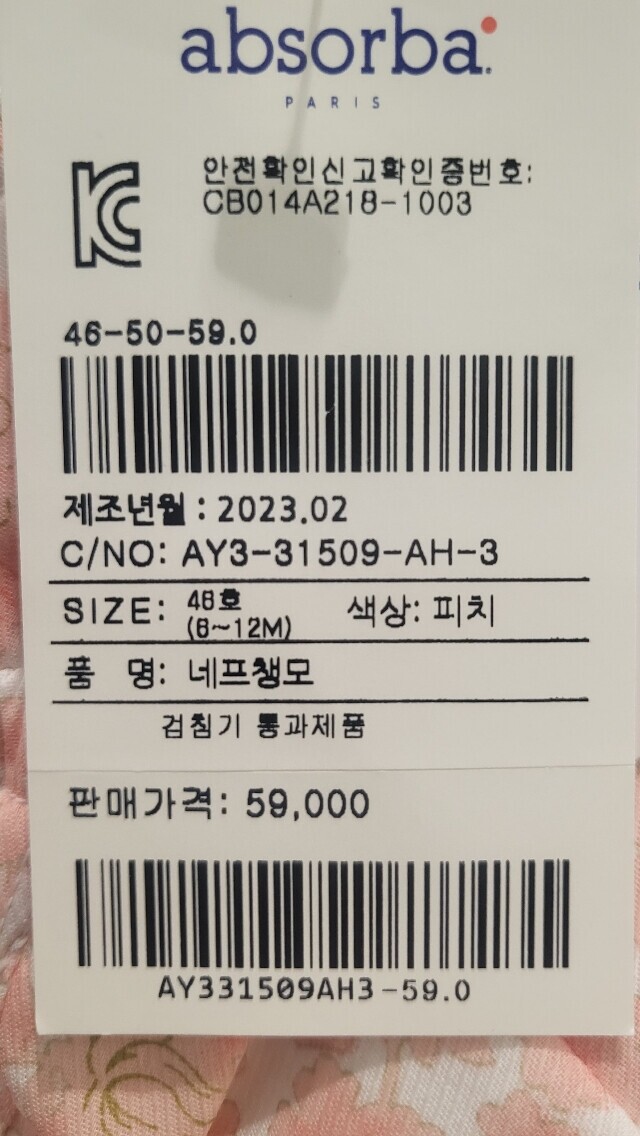 absorba
PARIS
안전확인신고확인증번호:
CB014A218-1003
46-50-59.0
제조년월: 2023.02
C/NO: AY3-31509-AH-3
SIZE: 46호 색상: 피치
(6~12M)
품 명: 네프챙모
검침기 통과제품
판매가격: 59,000
AY331509AH3-59.0